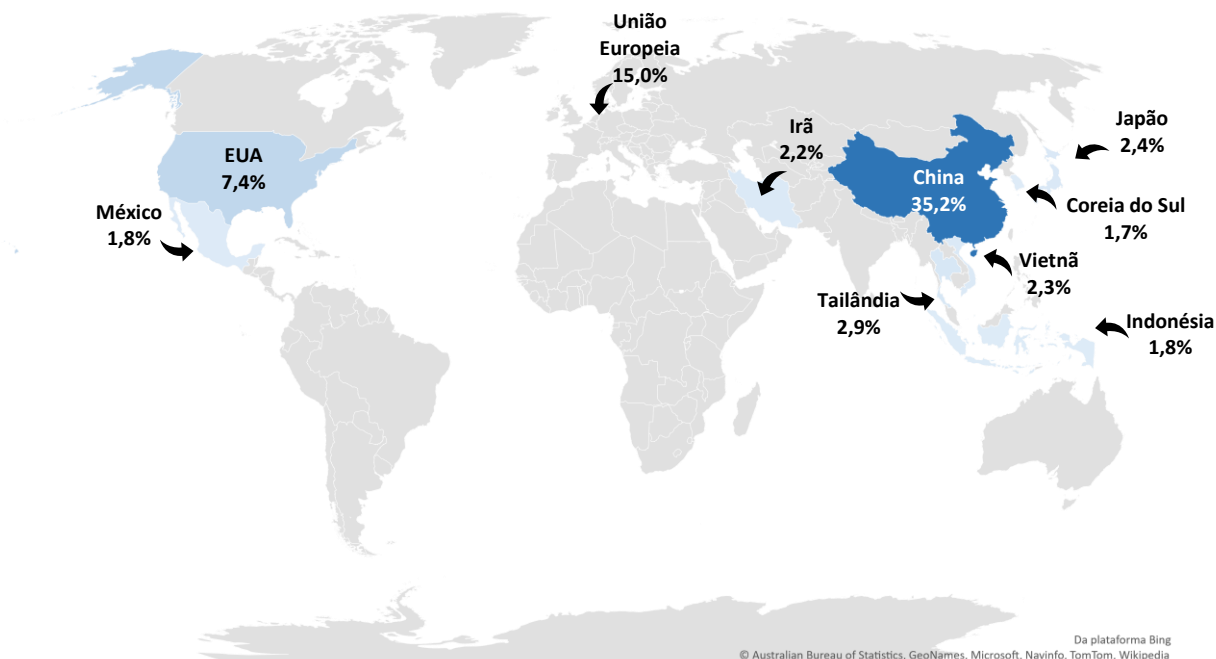 União
Europeia
15,0%
Irã
2,2%
Japão
2,4%
EUA
7,4%
China
35,2%
México
1,8%
Coreia do Sul
1,7%
Vietnã
2,3%
Tailândia
2,9%
Indonésia
1,8%
Da plataforma Bing
© Australian Bureau of Statistics, GeoNames, Microsoft, Navinfo, TomTom, Wikipedia